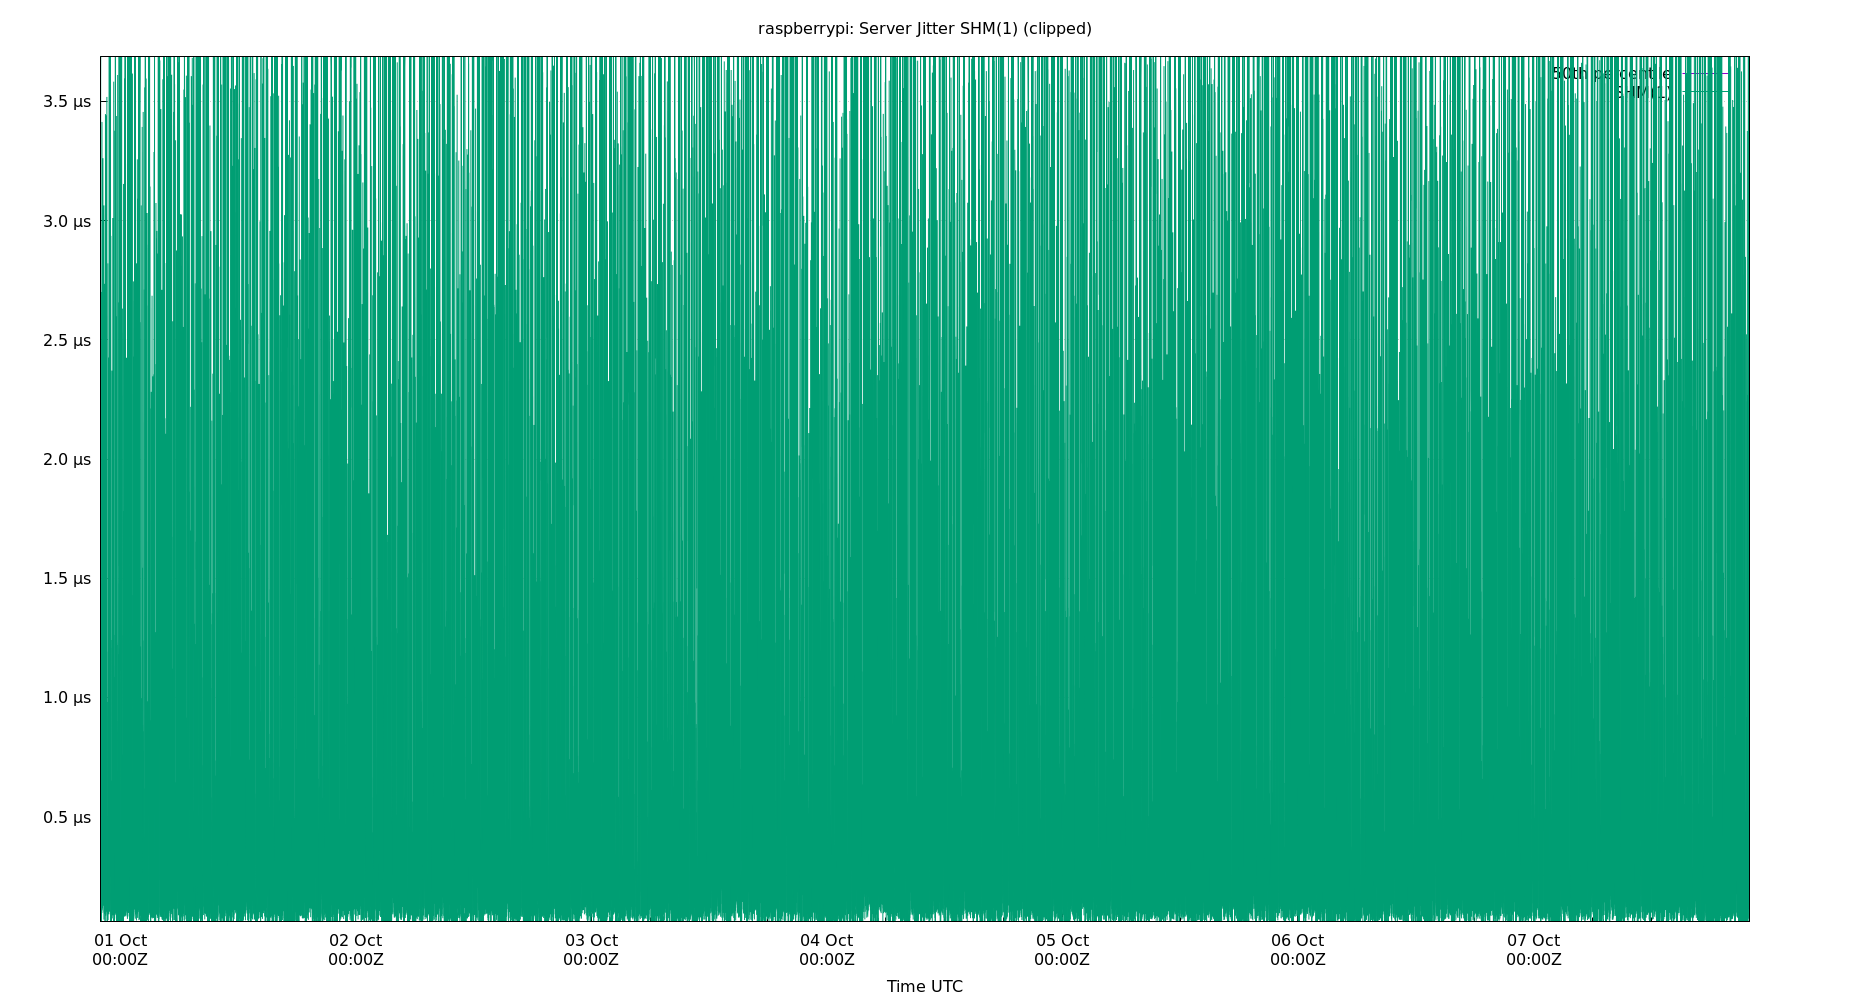 raspberrypi: Server Jitter SHM(1) (clipped)
50th percentile
SHM(1)
3.5 µs
3.0 µs
2.5 µs
2.0 µs
1.5 µs
1.0 µs
0.5 µs
01 Oct 02 Oct 03 Oct 04 Oct 05 Oct 06 Oct 07 Oct
00:00Z 00:00Z 00:00Z 00:00Z 00:00Z 00:00Z 00:00Z
Time UTC